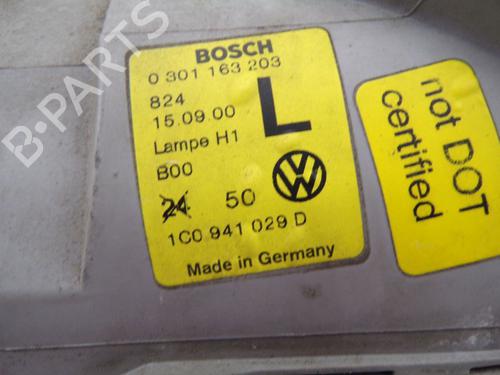 B-PARTS
BOSCH
0 301 163 203
824
15.09.00
L
Lampe H1
B00
24 50
1C0 941 029 D
Made in Germany
not DOT
certified